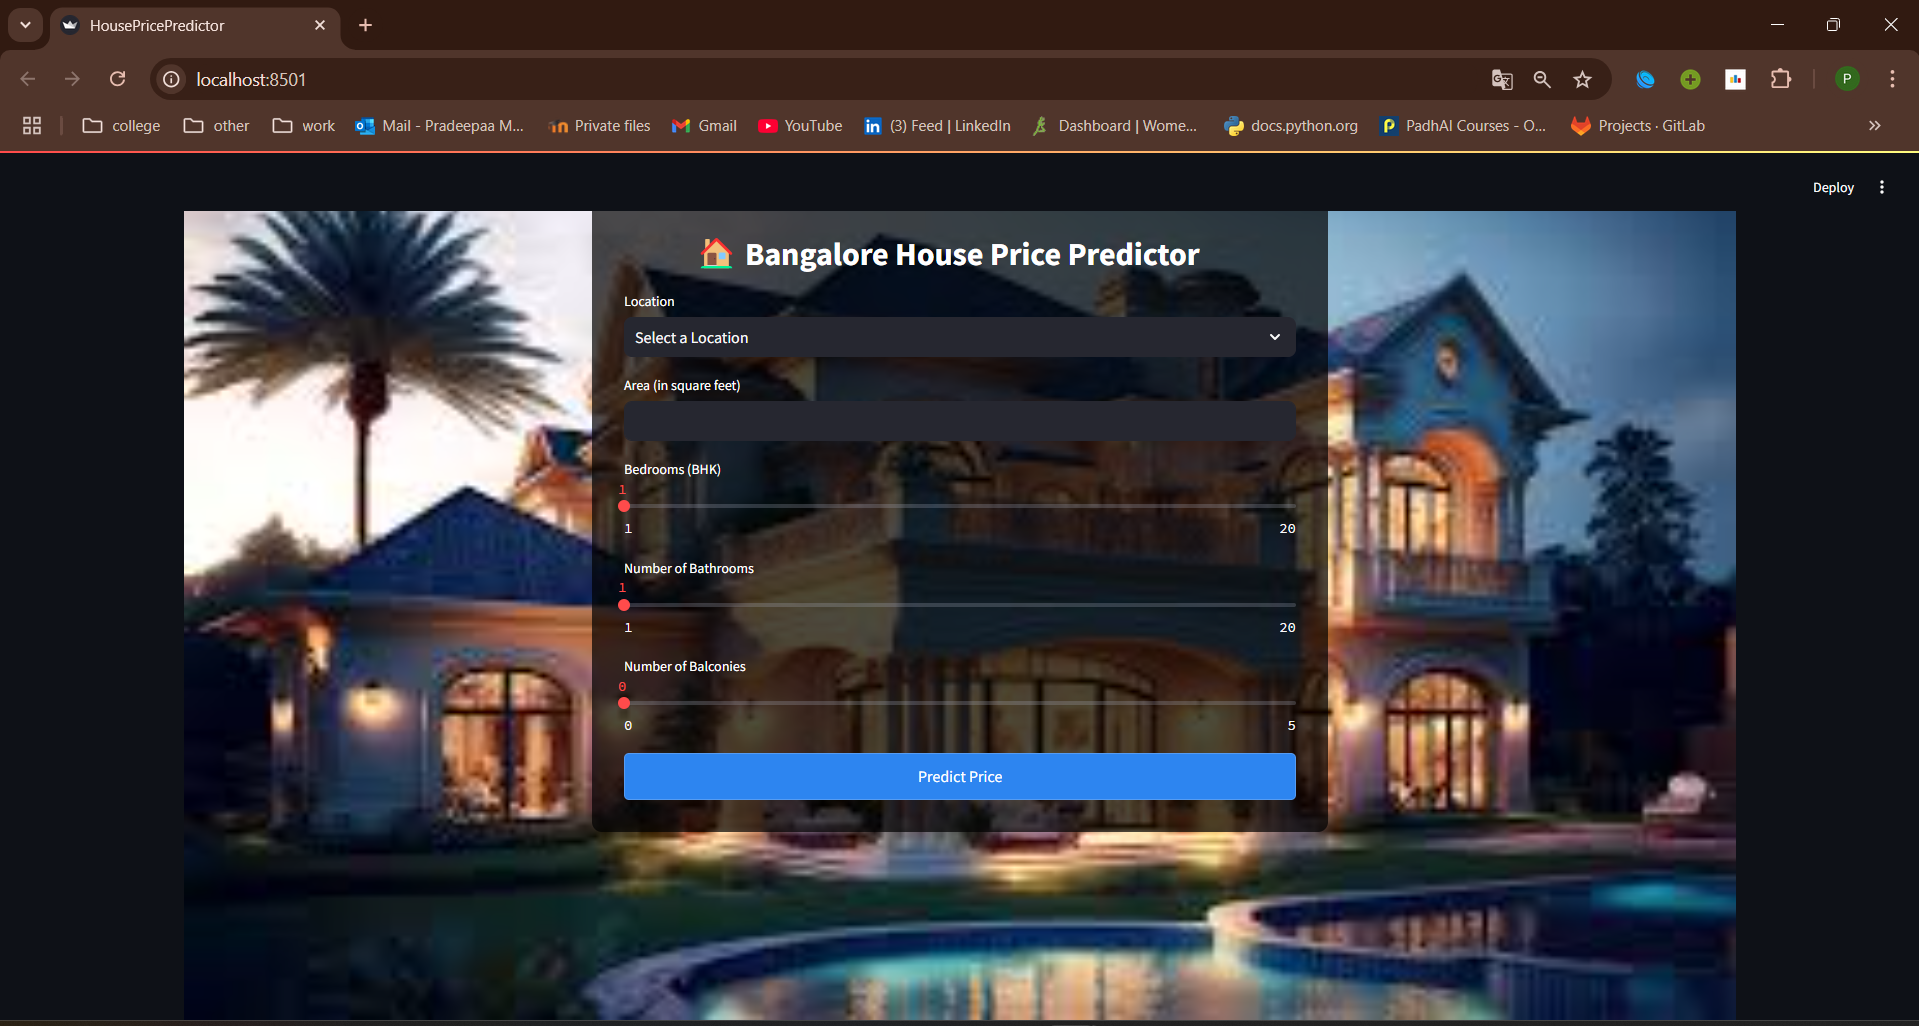 HousePricePredictor
localhost:8501
P
college
other
work
Mail - Pradeepaa M...
Private files
Gmail
YouTube
(3) Feed | LinkedIn
Dashboard | Wome...
docs.python.org
PadhAI Courses - O...
Projects · GitLab
Deploy
Bangalore House Price Predictor
Location
Select a Location
Area (in square feet)
Bedrooms (BHK)
1
1 20
Number of Bathrooms
1
1 20
Number of Balconies
0
0 5
Predict Price